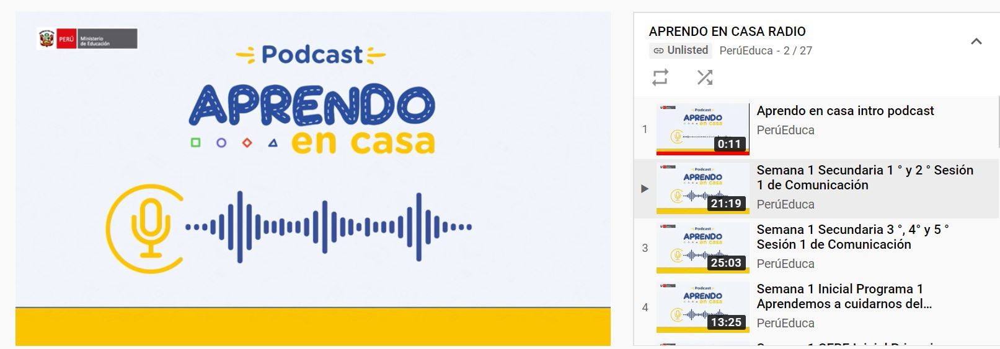 PERÚ
Ministerio
de Educación
Podcast
APRENDO
en casa
APRENDO EN CASA RADIO
Unlisted PerúEduca - 2 / 27
1
Podcast
APRENDO
en casa
0:11
Aprendo en casa intro podcast
PerúEduca
Podcast
APRENDO
en casa
21:19
Semana 1 Secundaria 1 ° y 2 ° Sesión
1 de Comunicación
PerúEduca
3
Podcast
APRENDO
en casa
25:03
Semana 1 Secundaria 3 °, 4° y 5 °
Sesión 1 de Comunicación
PerúEduca
4
Podcast
APRENDO
en casa
13:25
Semana 1 Inicial Programa 1
Aprendemos a cuidarnos del...
PerúEduca